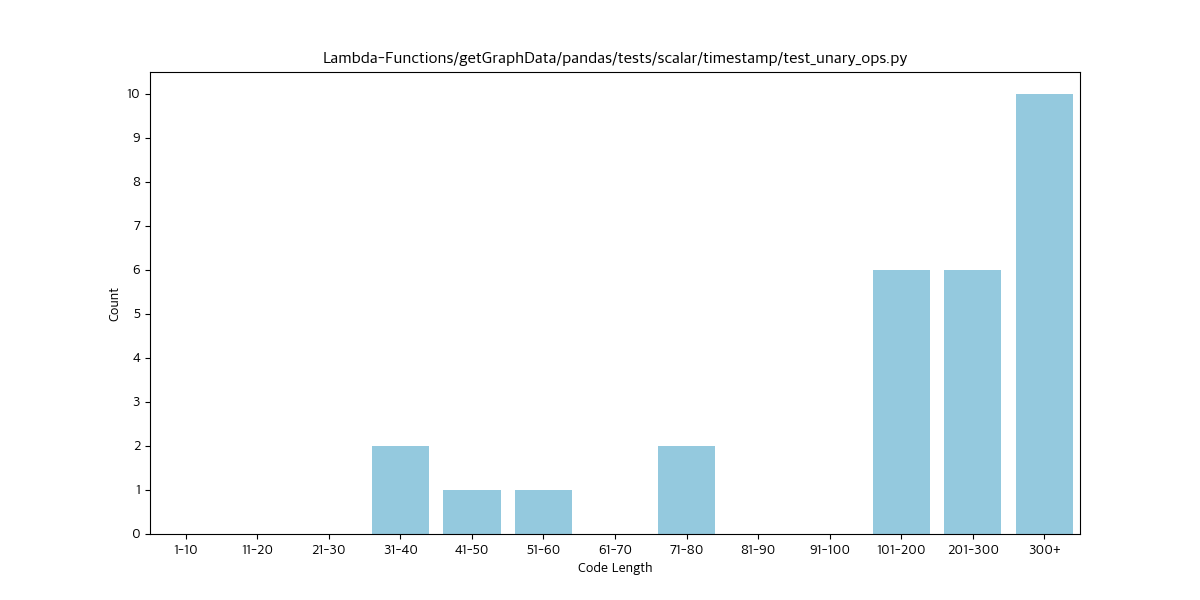 Lambda-Functions/getGraphData/pandas/tests/scalar/timestamp/test_unary_ops.py
10
9
8
7
6
5
4
3
2
1
0
Count
1-10 11-20 21-30 31-40 41-50 51-60 61-70 71-80 81-90 91-100 101-200 201-300 300+
Code Length